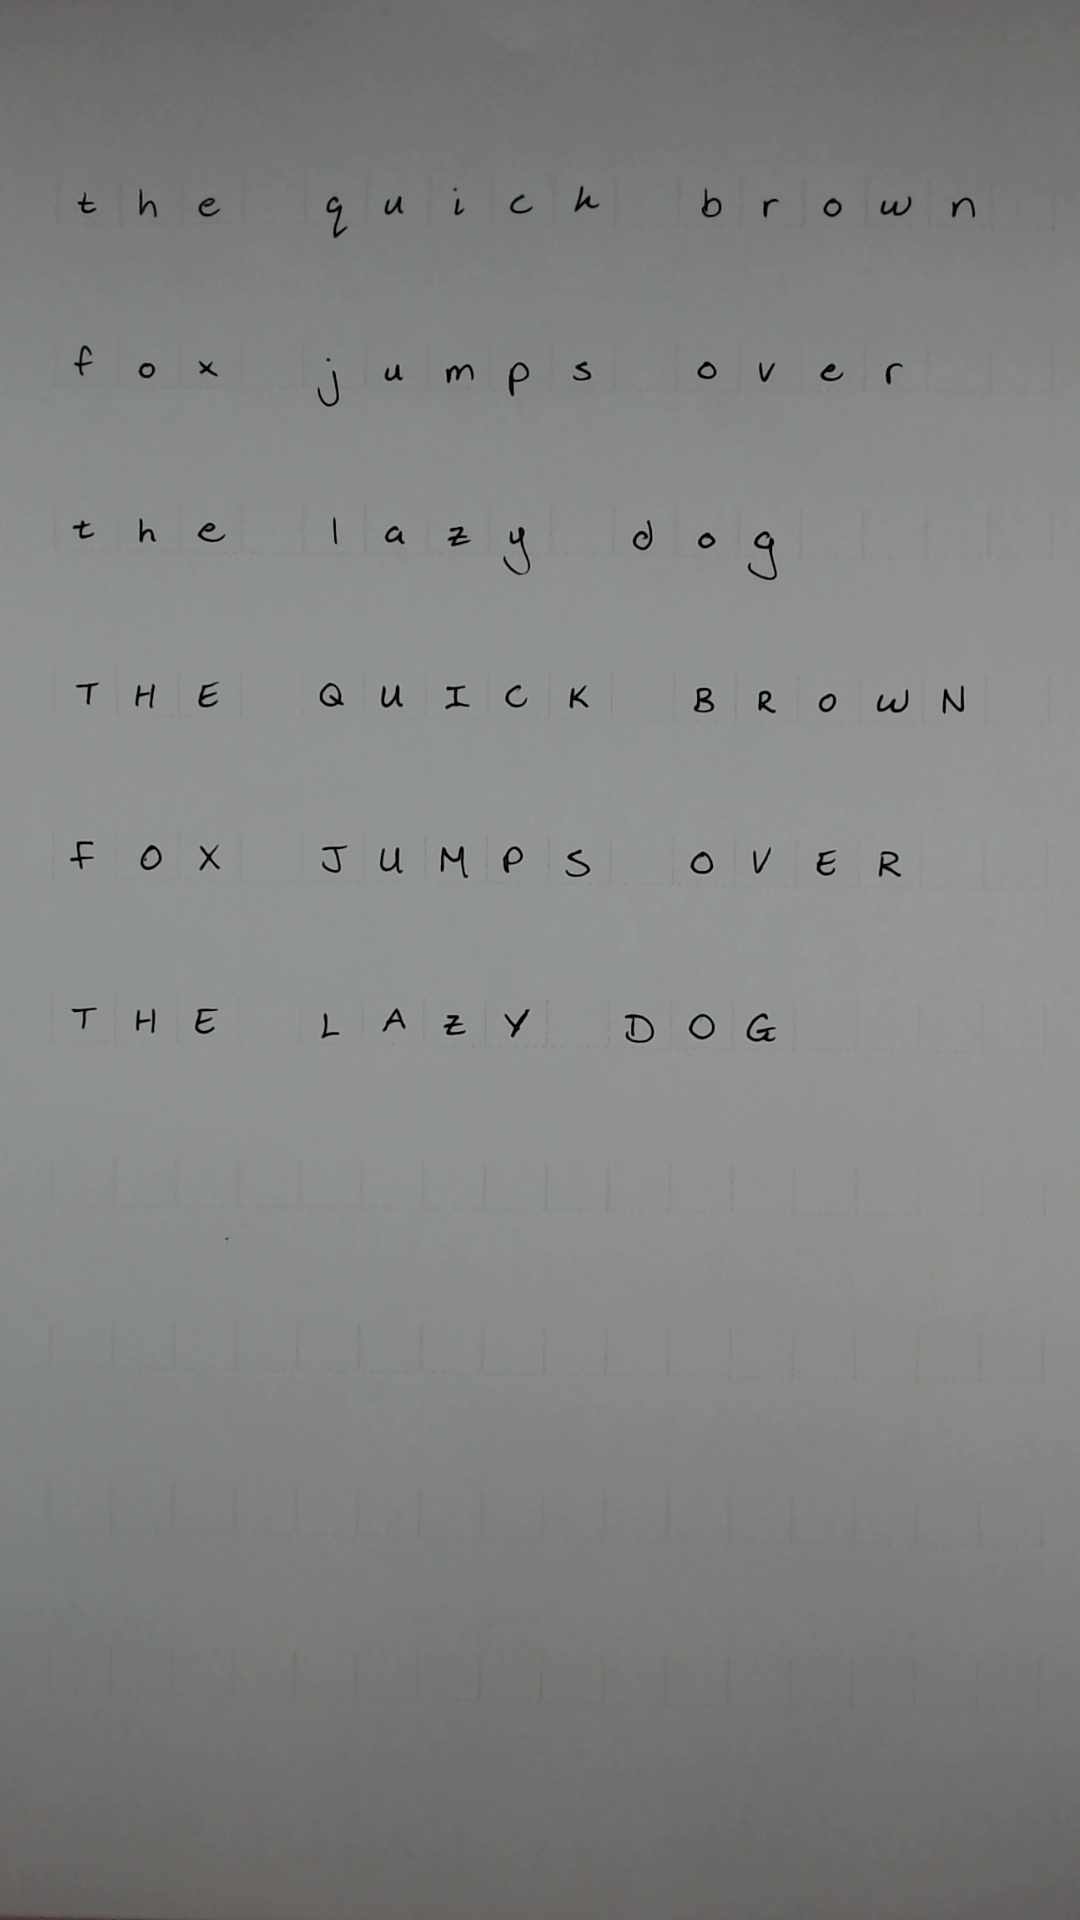 the quick brown
fox jumps over
the lazy dog
THE QUICK BROWN
FOX JUMPS OVER
THE LAZY DOG